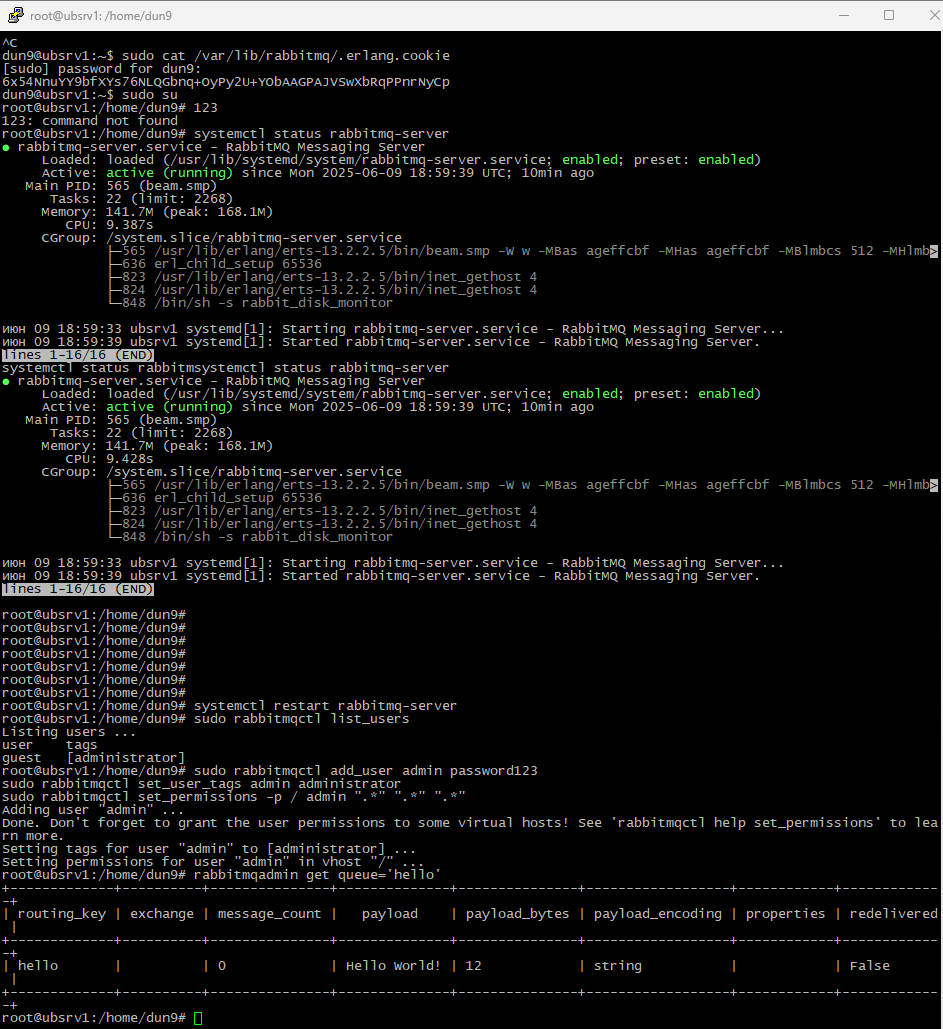 root@ubsrv1: /home/dun9
^C
dun9@ubsrv1:~$ sudo cat /var/lib/rabbitmq/.erlang.cookie
[sudo] password for dun9:
6x54NnuYY9bfXYs76NLQGbnq+OyPy2U+YObAAGPAJVSwXbRqPPnrNyCp
dun9@ubsrv1:~$ sudo su
root@ubsrv1:/home/dun9# 123
123: command not found
root@ubsrv1:/home/dun9# systemctl status rabbitmq-server
● rabbitmq-server.service - RabbitMQ Messaging Server
     Loaded: loaded (/usr/lib/systemd/system/rabbitmq-server.service; enabled; preset: enabled)
     Active: active (running) since Mon 2025-06-09 18:59:39 UTC; 10min ago
   Main PID: 565 (beam.smp)
      Tasks: 22 (limit: 2268)
     Memory: 141.7M (peak: 168.1M)
        CPU: 9.387s
     CGroup: /system.slice/rabbitmq-server.service
             ├─565 /usr/lib/erlang/erts-13.2.2.5/bin/beam.smp -W w -MBas ageffcbf -MHas ageffcbf -MBlmbcs 512 -MHlmb>
             ├─636 erl_child_setup 65536
             ├─823 /usr/lib/erlang/erts-13.2.2.5/bin/inet_gethost 4
             ├─824 /usr/lib/erlang/erts-13.2.2.5/bin/inet_gethost 4
             └─848 /bin/sh -s rabbit_disk_monitor
июн 09 18:59:33 ubsrv1 systemd[1]: Starting rabbitmq-server.service - RabbitMQ Messaging Server...
июн 09 18:59:39 ubsrv1 systemd[1]: Started rabbitmq-server.service - RabbitMQ Messaging Server.
lines 1-16/16 (END)
systemctl status rabbitmsystemctl status rabbitmq-server
● rabbitmq-server.service - RabbitMQ Messaging Server
     Loaded: loaded (/usr/lib/systemd/system/rabbitmq-server.service; enabled; preset: enabled)
     Active: active (running) since Mon 2025-06-09 18:59:39 UTC; 10min ago
   Main PID: 565 (beam.smp)
      Tasks: 22 (limit: 2268)
     Memory: 141.7M (peak: 168.1M)
        CPU: 9.428s
     CGroup: /system.slice/rabbitmq-server.service
             ├─565 /usr/lib/erlang/erts-13.2.2.5/bin/beam.smp -W w -MBas ageffcbf -MHas ageffcbf -MBlmbcs 512 -MHlmb>
             ├─636 erl_child_setup 65536
             ├─823 /usr/lib/erlang/erts-13.2.2.5/bin/inet_gethost 4
             ├─824 /usr/lib/erlang/erts-13.2.2.5/bin/inet_gethost 4
             └─848 /bin/sh -s rabbit_disk_monitor
июн 09 18:59:33 ubsrv1 systemd[1]: Starting rabbitmq-server.service - RabbitMQ Messaging Server...
июн 09 18:59:39 ubsrv1 systemd[1]: Started rabbitmq-server.service - RabbitMQ Messaging Server.
lines 1-16/16 (END)
root@ubsrv1:/home/dun9#
root@ubsrv1:/home/dun9#
root@ubsrv1:/home/dun9#
root@ubsrv1:/home/dun9#
root@ubsrv1:/home/dun9#
root@ubsrv1:/home/dun9#
root@ubsrv1:/home/dun9#
root@ubsrv1:/home/dun9# systemctl restart rabbitmq-server
root@ubsrv1:/home/dun9# sudo rabbitmqctl list_users
Listing users ...
user    tags
guest   [administrator]
root@ubsrv1:/home/dun9# sudo rabbitmqctl add_user admin password123
sudo rabbitmqctl set_user_tags admin administrator
sudo rabbitmqctl set_permissions -p / admin ".*" ".*" ".*"
Adding user "admin" ...
Done. Don't forget to grant the user permissions to some virtual hosts! See 'rabbitmqctl help set_permissions' to lea
rn more.
Setting tags for user "admin" to [administrator] ...
Setting permissions for user "admin" in vhost "/" ...
root@ubsrv1:/home/dun9# rabbitmqadmin get queue='hello'
+-------------+----------+---------------+--------------+---------------+------------------+------------+------------
-+
| routing_key | exchange | message_count |   payload    | payload_bytes | payload_encoding | properties | redelivered
 |
+-------------+----------+---------------+--------------+---------------+------------------+------------+------------
-+
| hello       |          | 0             | Hello World! | 12            | string           |            | False
 |
+-------------+----------+---------------+--------------+---------------+------------------+------------+------------
-+
root@ubsrv1:/home/dun9#